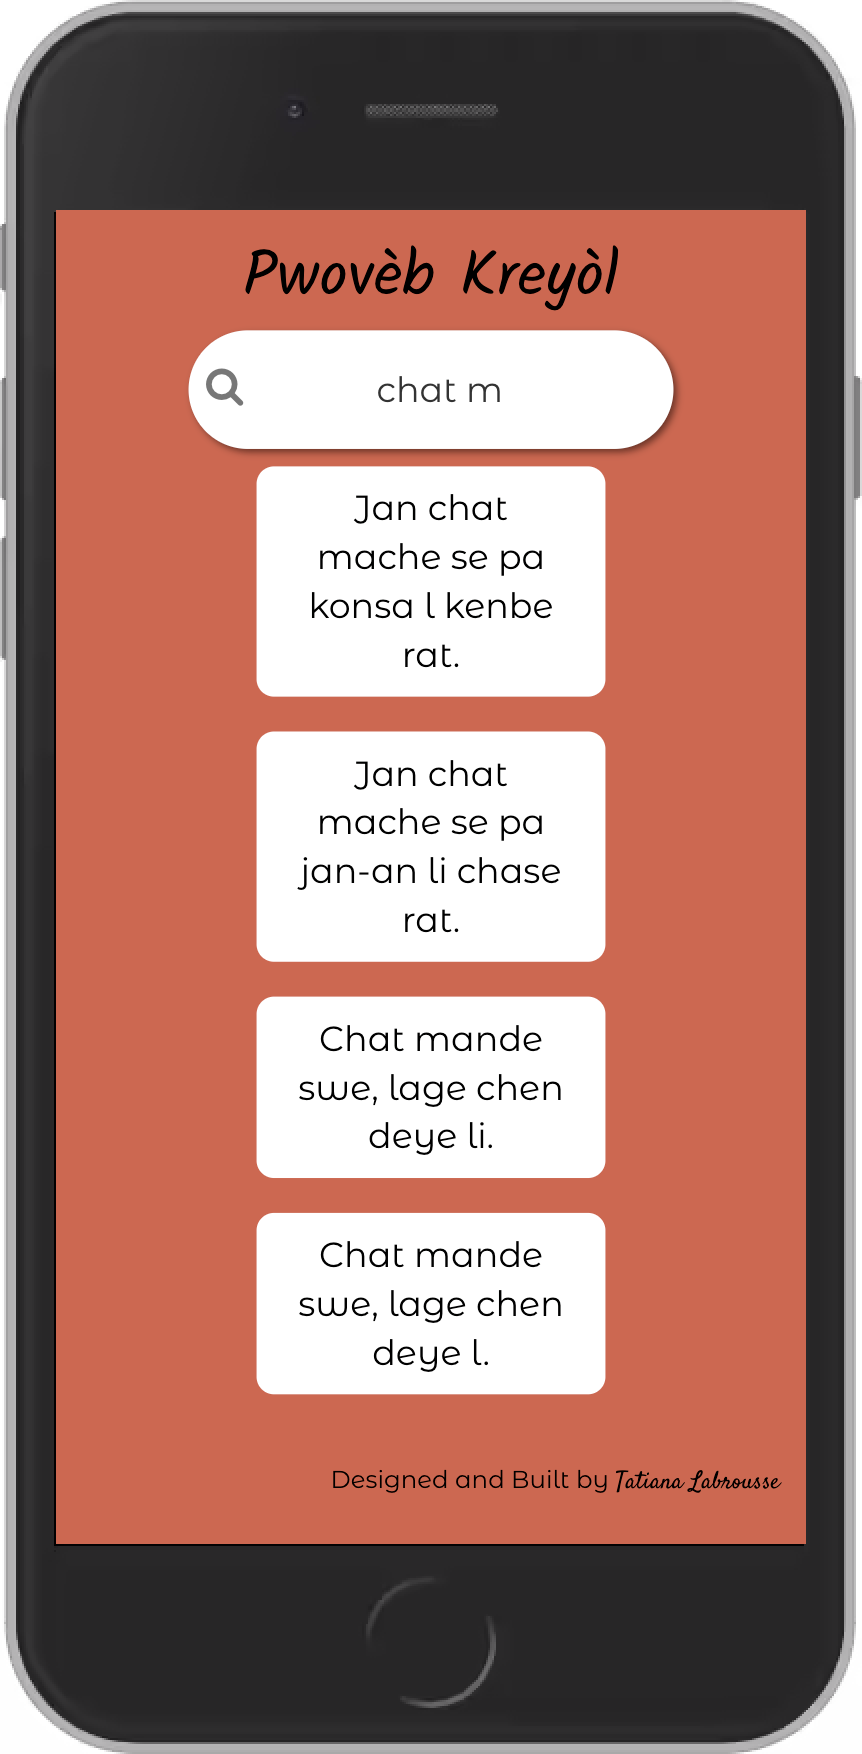 Pwovèb Kreyòl
chat m
Jan chat
mache se pa
konsa l kenbe
rat.
Jan chat
mache se pa
jan-an li chase
rat.
Chat mande
swe, lage chen
deye li.
Chat mande
swe, lage chen
deye l.
Designed and Built by Tatiana Labrousse